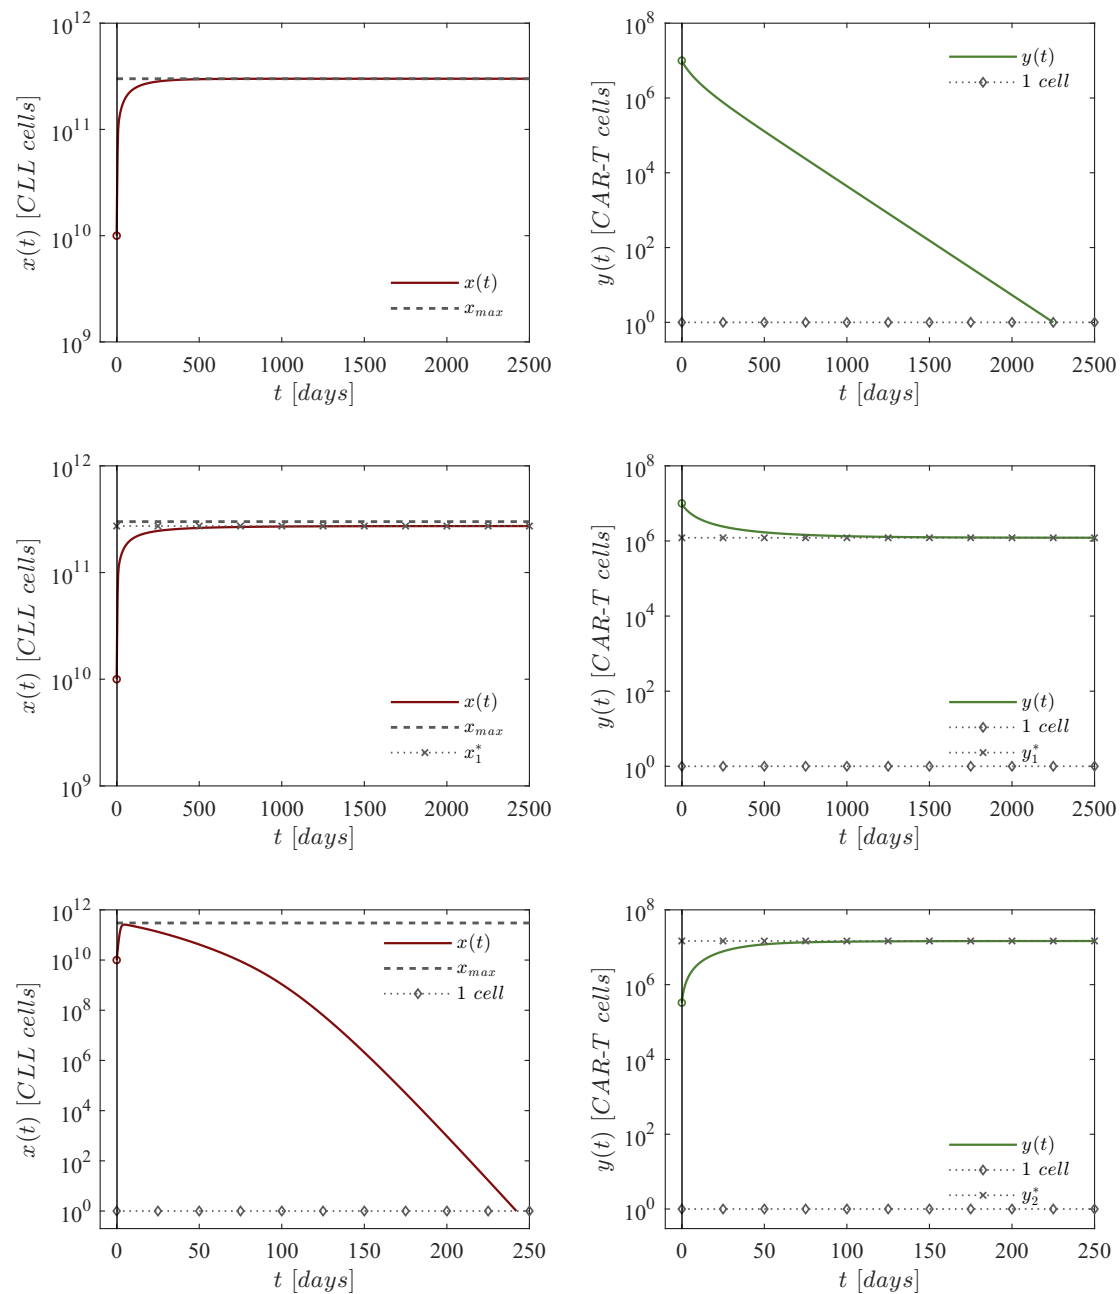 10^12
10^11
10^10
10^9
x(t) [CLL cells]
x(t)
x_max
0 500 1000 1500 2000 2500
t [days]
10^8
10^6
10^4
10^2
10^0
y(t) [CAR-T cells]
y(t)
1 cell
0 500 1000 1500 2000 2500
t [days]
10^12
10^11
10^10
10^9
x(t) [CLL cells]
x(t)
x_max
x_1^*
0 500 1000 1500 2000 2500
t [days]
10^8
10^6
10^4
10^2
10^0
y(t) [CAR-T cells]
y(t)
1 cell
y_1^*
0 500 1000 1500 2000 2500
t [days]
10^12
10^10
10^8
10^6
10^4
10^2
10^0
x(t) [CLL cells]
x(t)
x_max
1 cell
0 50 100 150 200 250
t [days]
10^8
10^6
10^4
10^2
10^0
y(t) [CAR-T cells]
y(t)
1 cell
y_2^*
0 50 100 150 200 250
t [days]